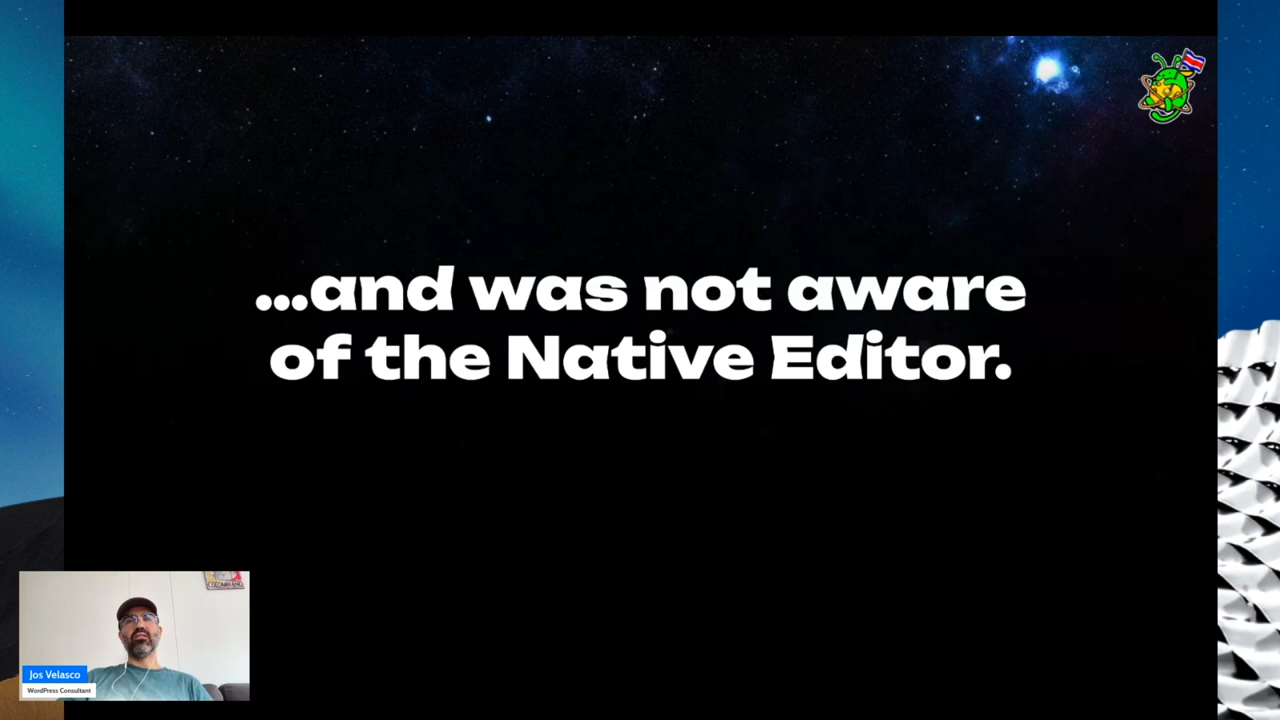 ...and was not aware
of the Native Editor.
Jos Velasco
WordPress Consultant